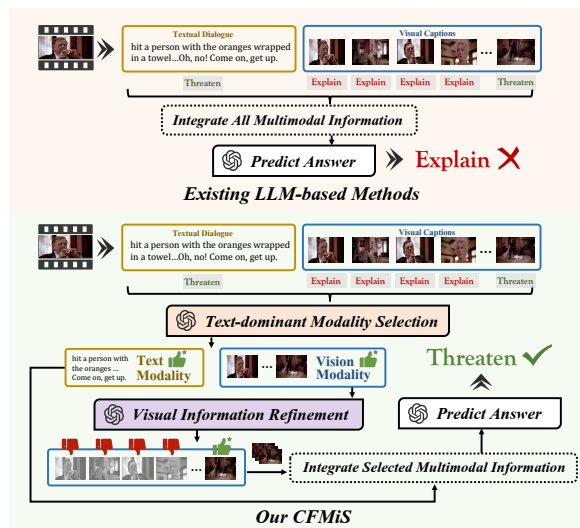 Textual Dialogue
hit a person with the oranges wrapped
in a towel...Oh, no! Come on, get up.
Visual Captions
...
Threaten
Explain
Explain
Explain
Explain
Threaten
Integrate All Multimodal Information
Predict Answer
Explain
Existing LLM-based Methods
Textual Dialogue
hit a person with the oranges wrapped
in a towel...Oh, no! Come on, get up.
Visual Captions
...
Threaten
Explain
Explain
Explain
Explain
Threaten
Text-dominant Modality Selection
hit a person with
the oranges ...
Come on, get up.
Text
Modality
...
Vision
Modality
Threaten
Visual Information Refinement
Predict Answer
...
Integrate Selected Multimodal Information
Our CFMiS